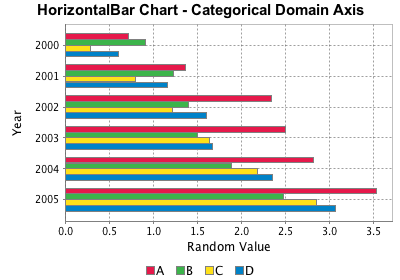 HorizontalBar Chart - Categorical Domain Axis
2000
2001
2002
2003
2004
2005
Year
0.0 0.5 1.0 1.5 2.0 2.5 3.0 3.5
Random Value
A B C D